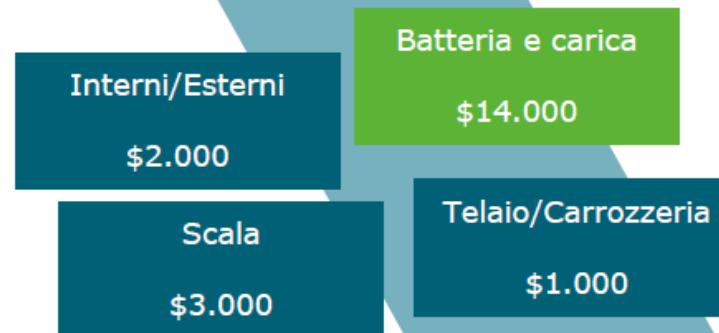 Batteria e carica
$14.000
Interni/Esterni
$2.000
Telaio/Carrozzeria
$1.000
Scala
$3.000